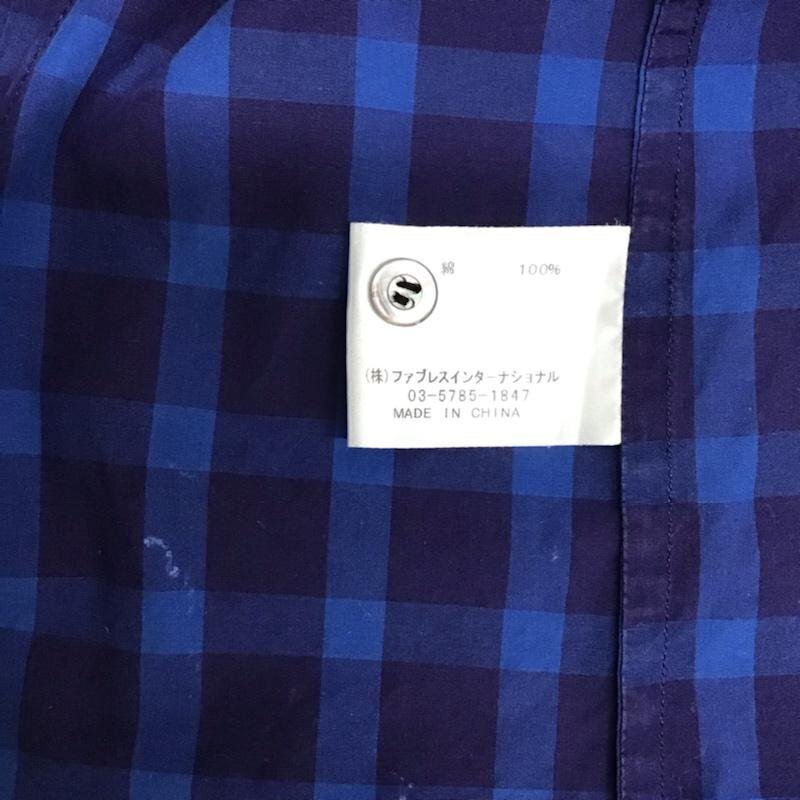 綿 100%
(株)ファブレスインターナショナル
03-5785-1847
MADE IN CHINA